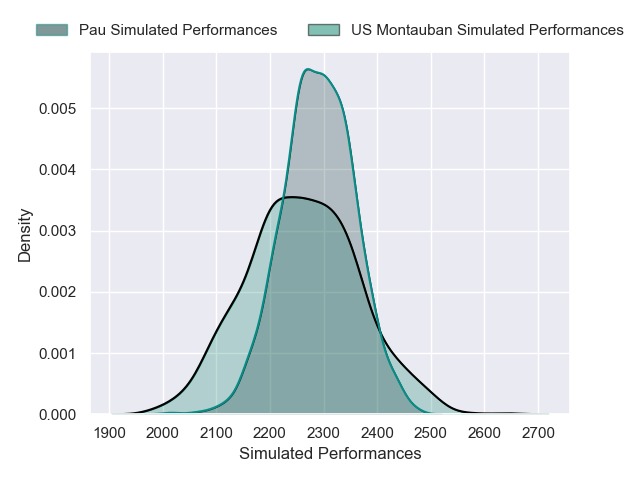 Pau Simulated Performances
US Montauban Simulated Performances
0.005
0.004
0.003
0.002
0.001
0.000
Density
1900 2000 2100 2200 2300 2400 2500 2600 2700
Simulated Performances